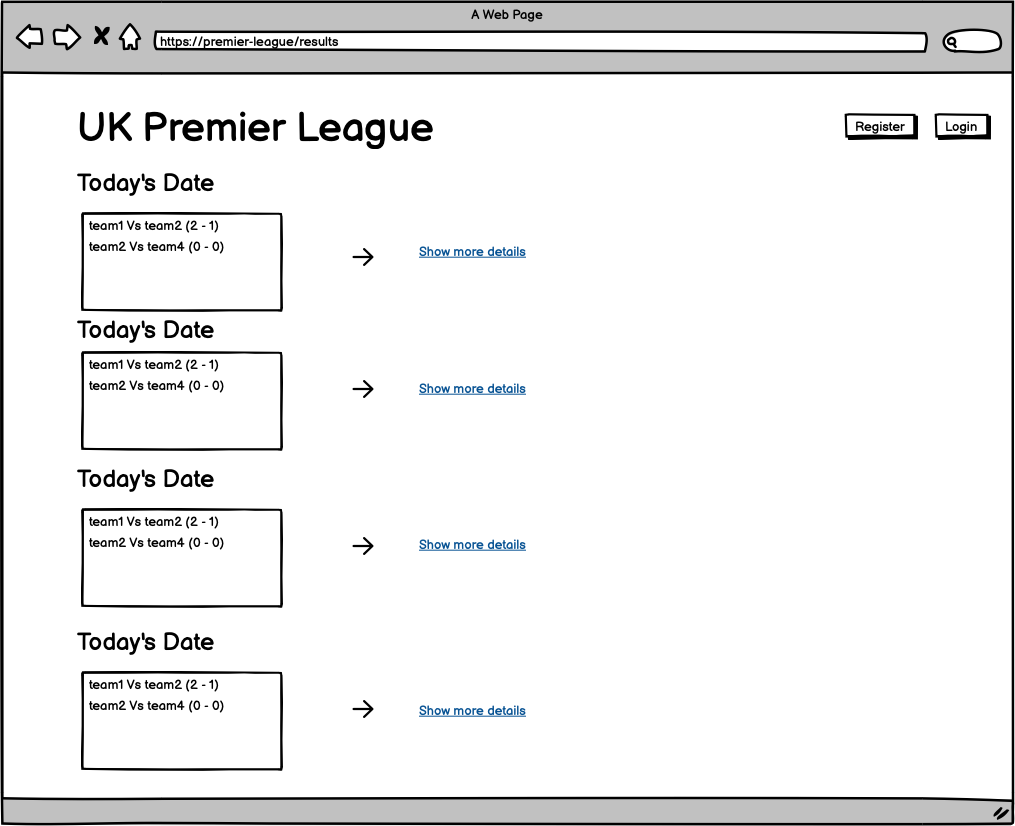 A Web Page
https://premier-league/results
UK Premier League
Register
Login
Today's Date
team1 Vs team2 (2 - 1)
team2 Vs team4 (0 - 0)
Show more details
Today's Date
team1 Vs team2 (2 - 1)
team2 Vs team4 (0 - 0)
Show more details
Today's Date
team1 Vs team2 (2 - 1)
team2 Vs team4 (0 - 0)
Show more details
Today's Date
team1 Vs team2 (2 - 1)
team2 Vs team4 (0 - 0)
Show more details